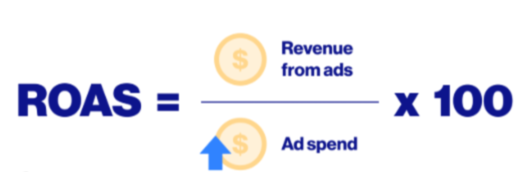 Revenue
from ads
ROAS = $ x 100
$ Ad spend